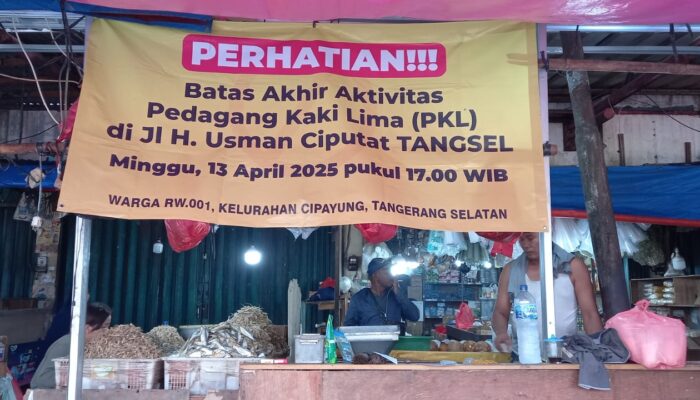 PERHATIAN!!!
Batas Akhir Aktivitas
Pedagang Kaki Lima (PKL)
di Jl H. Usman Ciputat TANGSEL
Minggu, 13 April 2025 pukul 17.00 WIB
WARGA RW.001, KELURAHAN CIPAYUNG, TANGERANG SELATAN